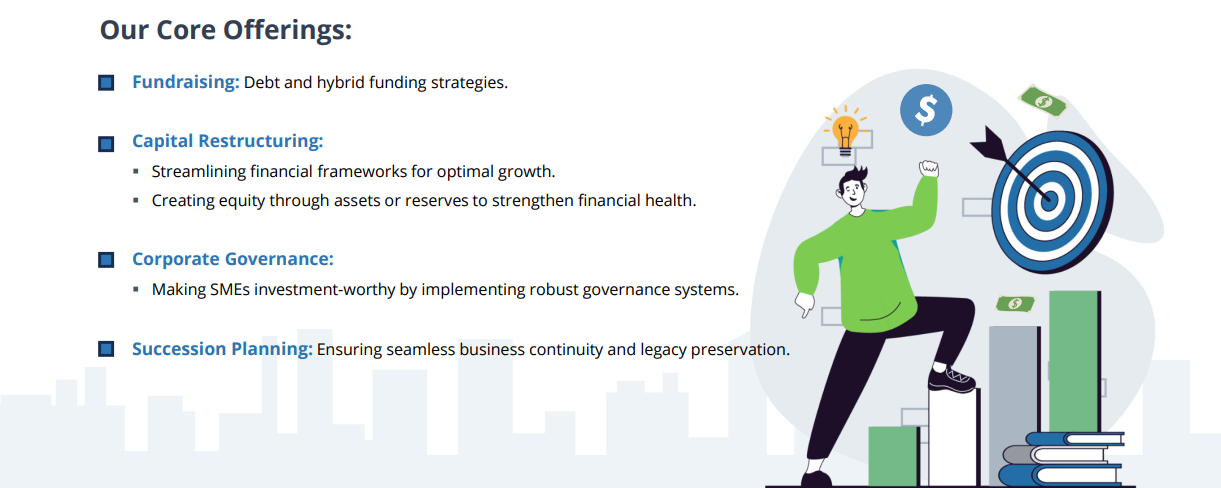 Our Core Offerings:
Fundraising: Debt and hybrid funding strategies.
Capital Restructuring:
Streamlining financial frameworks for optimal growth.
Creating equity through assets or reserves to strengthen financial health.
Corporate Governance:
Making SMEs investment-worthy by implementing robust governance systems.
Succession Planning: Ensuring seamless business continuity and legacy preservation.
$
$
$